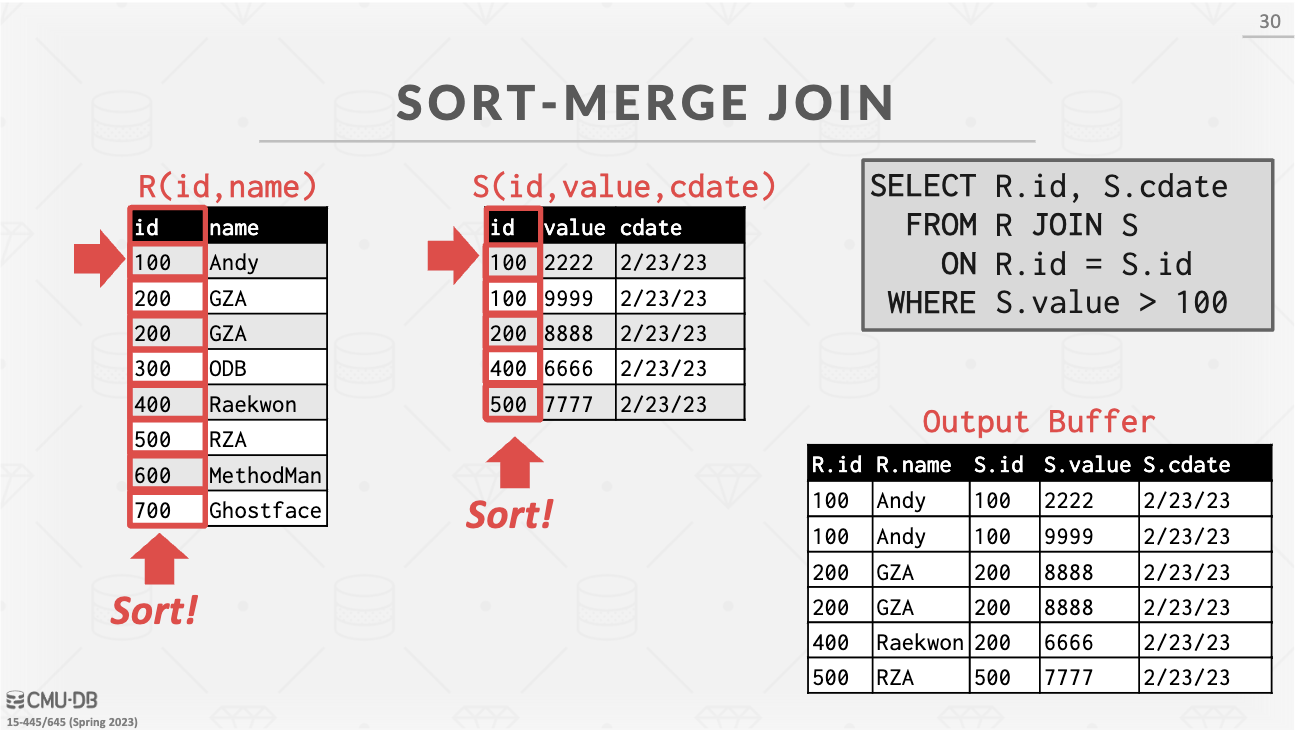 30
SORT-MERGE JOIN
R(id,name)
id name
100 Andy
200 GZA
200 GZA
300 ODB
400 Raekwon
500 RZA
600 MethodMan
700 Ghostface
Sort!
S(id,value,cdate)
id value cdate
100 2222 2/23/23
100 9999 2/23/23
200 8888 2/23/23
400 6666 2/23/23
500 7777 2/23/23
Sort!
SELECT R.id, S.cdate
FROM R JOIN S
ON R.id = S.id
WHERE S.value > 100
Output Buffer
R.id R.name S.id S.value S.cdate
100 Andy 100 2222 2/23/23
100 Andy 100 9999 2/23/23
200 GZA 200 8888 2/23/23
200 GZA 200 8888 2/23/23
400 Raekwon 200 6666 2/23/23
500 RZA 500 7777 2/23/23
CMU·DB
15-445/645 (Spring 2023)